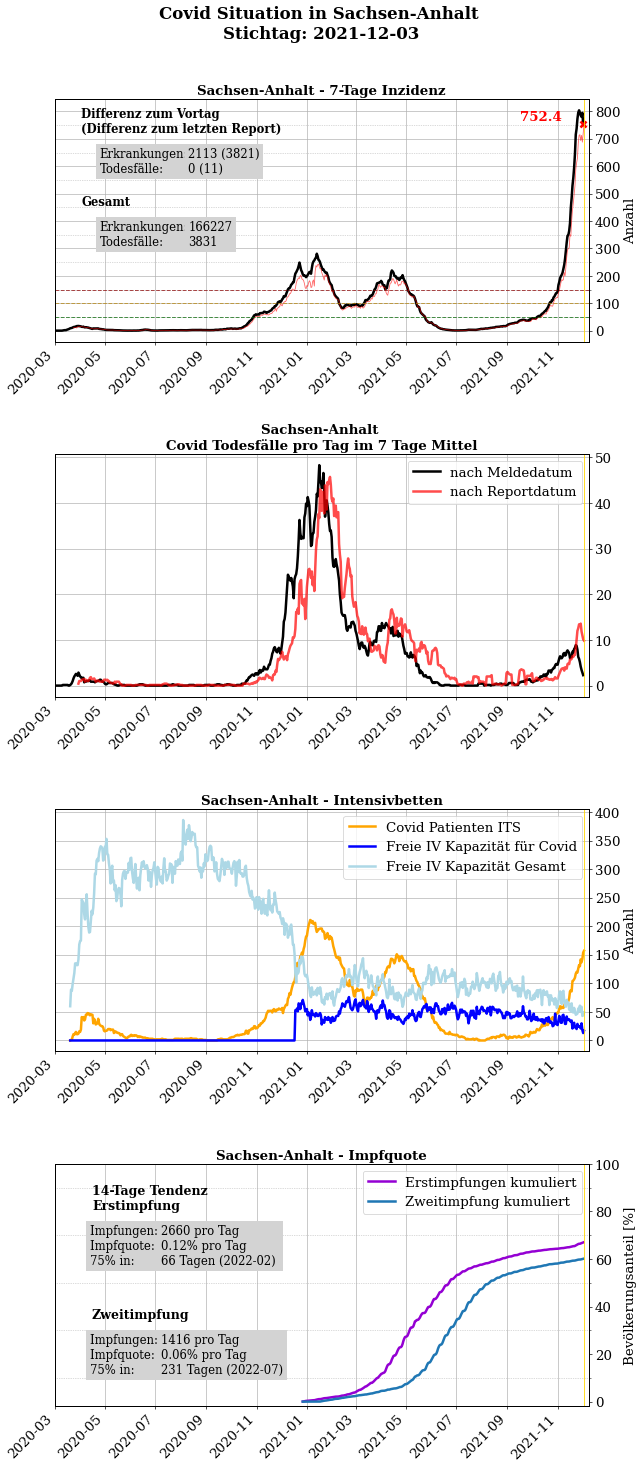 Covid Situation in Sachsen-Anhalt
Stichtag: 2021-12-03
Sachsen-Anhalt - 7-Tage Inzidenz
Differenz zum Vortag
(Differenz zum letzten Report)
Erkrankungen 2113 (3821)
Todesfälle: 0 (11)
Gesamt
Erkrankungen 166227
Todesfälle: 3831
752.4
800
700
600
500
400
300
200
100
0
Anzahl
2020-03
2020-05
2020-07
2020-09
2020-11
2021-01
2021-03
2021-05
2021-07
2021-09
2021-11
Sachsen-Anhalt
Covid Todesfälle pro Tag im 7 Tage Mittel
nach Meldedatum
nach Reportdatum
50
40
30
20
10
0
2020-03
2020-05
2020-07
2020-09
2020-11
2021-01
2021-03
2021-05
2021-07
2021-09
2021-11
Sachsen-Anhalt - Intensivbetten
Covid Patienten ITS
Freie IV Kapazität für Covid
Freie IV Kapazität Gesamt
400
350
300
250
200
150
100
50
0
Anzahl
2020-03
2020-05
2020-07
2020-09
2020-11
2021-01
2021-03
2021-05
2021-07
2021-09
2021-11
Sachsen-Anhalt - Impfquote
14-Tage Tendenz
Erstimpfung
Impfungen: 2660 pro Tag
Impfquote: 0.12% pro Tag
75% in: 66 Tagen (2022-02)
Zweitimpfung
Impfungen: 1416 pro Tag
Impfquote: 0.06% pro Tag
75% in: 231 Tagen (2022-07)
Erstimpfungen kumuliert
Zweitimpfung kumuliert
100
80
60
40
20
0
Bevölkerungsanteil [%]
2020-03
2020-05
2020-07
2020-09
2020-11
2021-01
2021-03
2021-05
2021-07
2021-09
2021-11